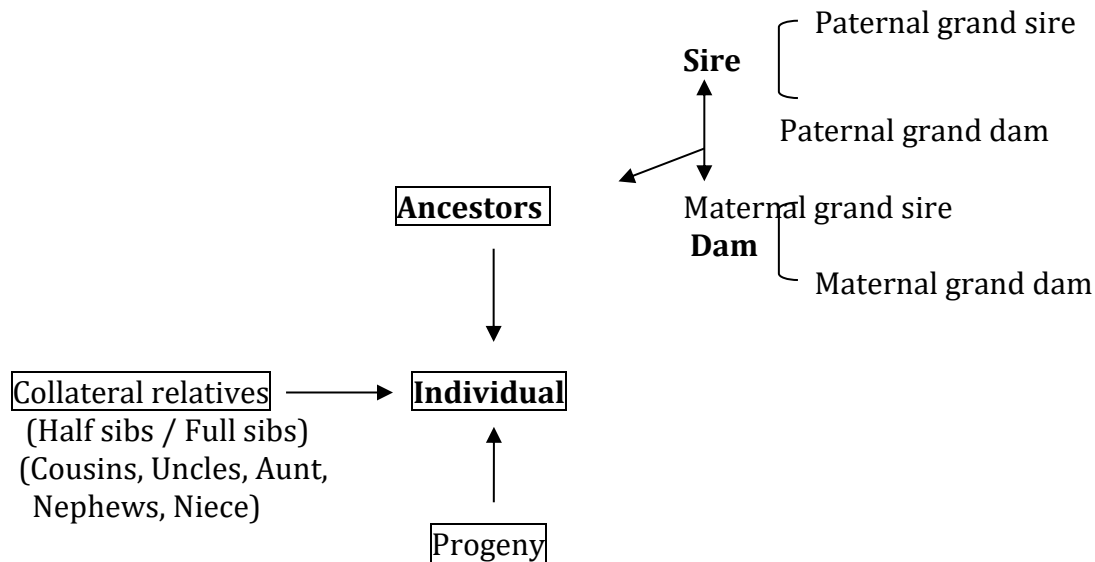 Paternal grand sire
Sire
Paternal grand dam
Ancestors
Maternal grand sire
Dam
Maternal grand dam
Collateral relatives
Individual
(Half sibs / Full sibs)
(Cousins, Uncles, Aunt,
Nephews, Niece)
Progeny